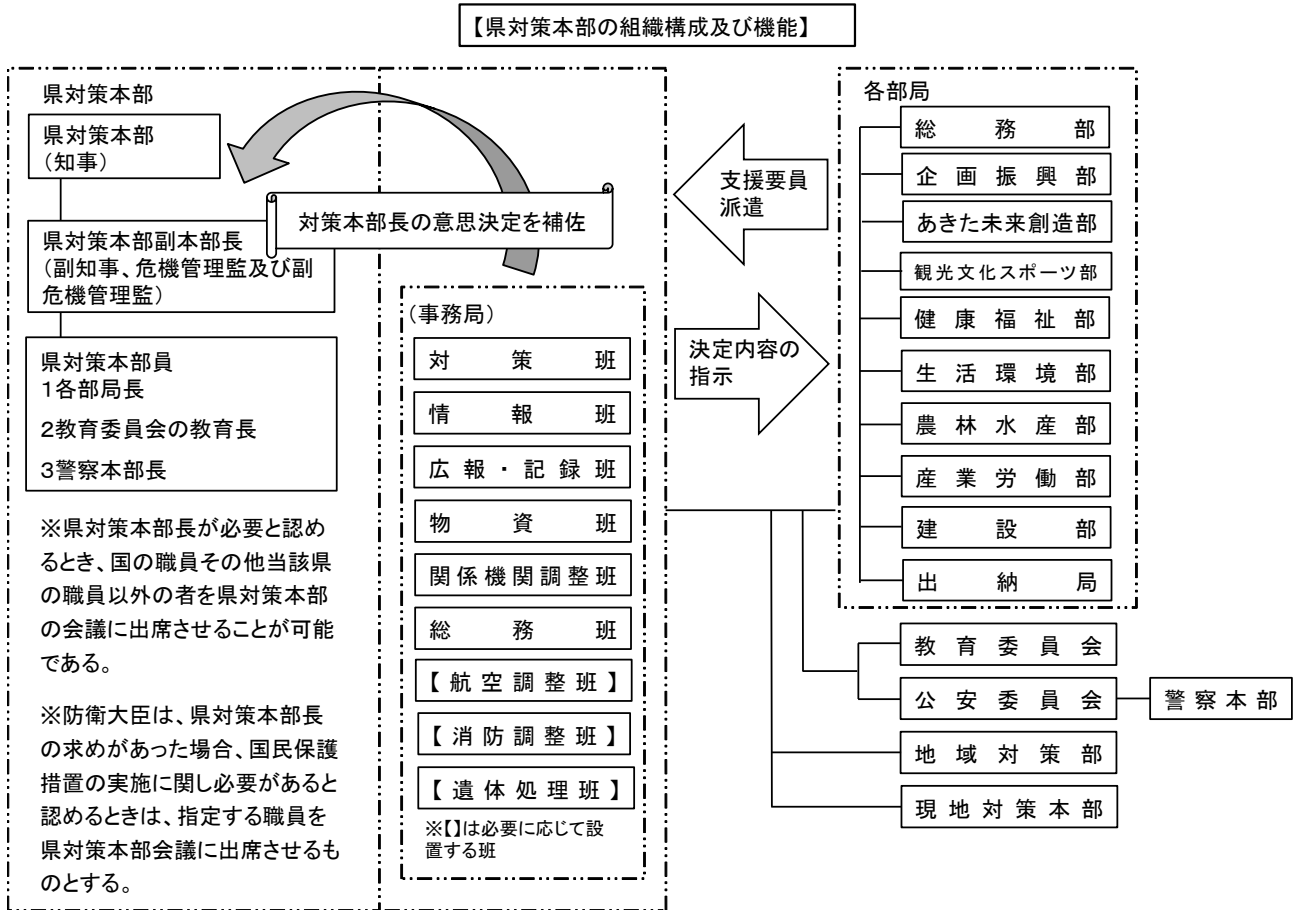 【県対策本部の組織構成及び機能】
県対策本部
県対策本部
(知事)
県対策本部副本部長
(副知事、危機管理監及び副
危機管理監)
県対策本部員
1各部局長
2教育委員会の教育長
3警察本部長
※県対策本部長が必要と認め
るとき、国の職員その他当該県
の職員以外の者を県対策本部
の会議に出席させることが可能
である。
※防衛大臣は、県対策本部長
の求めがあった場合、国民保護
措置の実施に関し必要があると
認めるときは、指定する職員を
県対策本部会議に出席させるも
のとする。
対策本部長の意思決定を補佐
(事務局)
対策班
情報班
広報・記録班
物資班
関係機関調整班
総務班
【航空調整班】
【消防調整班】
【遺体処理班】
※【】は必要に応じて設
置する班
支援要員
派遣
決定内容の
指示
各部局
総務部
企画振興部
あきた未来創造部
観光文化スポーツ部
健康福祉部
生活環境部
農林水産部
産業労働部
建設部
出納局
教育委員会
公安委員会
警察本部
地域対策部
現地対策本部